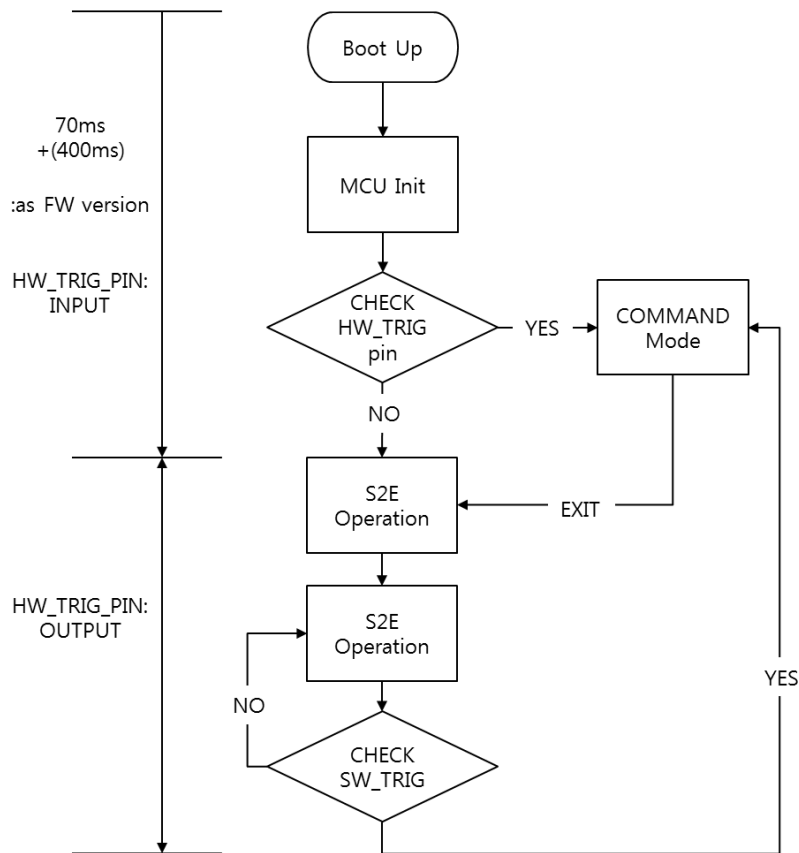 Boot Up
70ms
+(400ms)
:as FW version
MCU Init
HW_TRIG_PIN:
INPUT
CHECK
HW_TRIG
pin
YES
COMMAND
Mode
NO
S2E
Operation
EXIT
HW_TRIG_PIN:
OUTPUT
S2E
Operation
NO
YES
CHECK
SW_TRIG